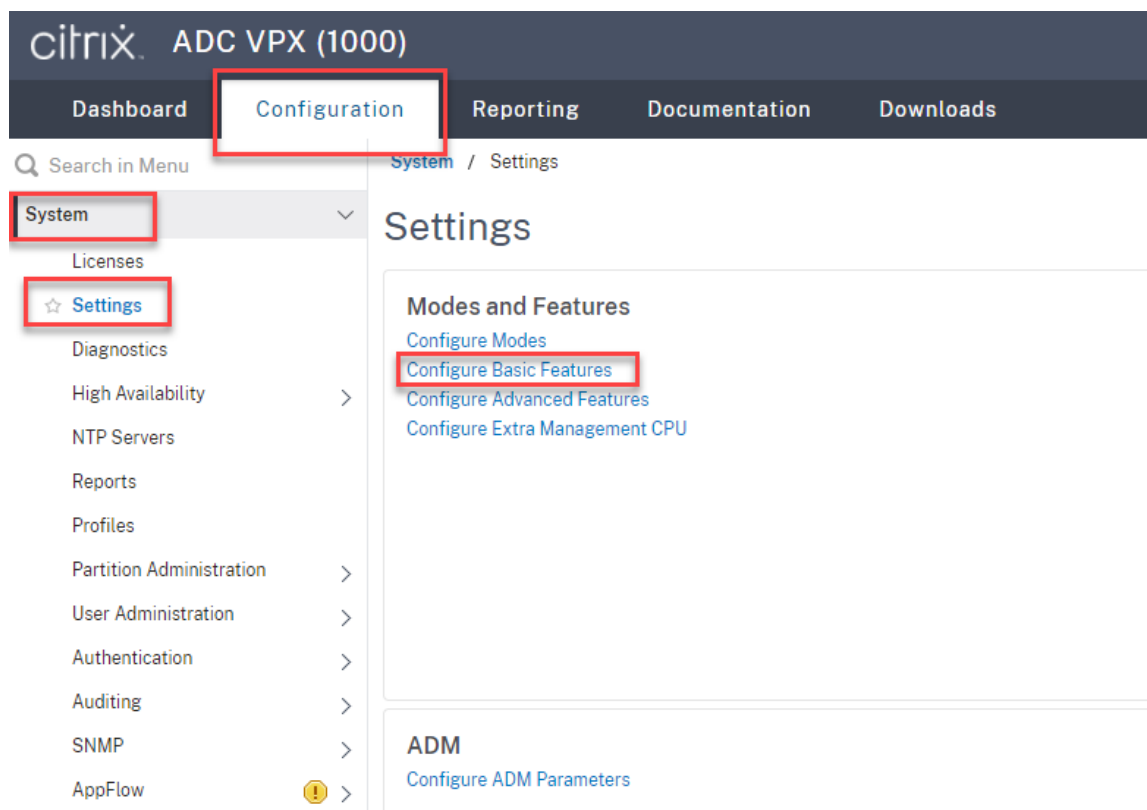 citrix. ADC VPX (1000)
Dashboard Configuration Reporting Documentation Downloads
Search in Menu
System
Licenses
Settings
Diagnostics
High Availability
NTP Servers
Reports
Profiles
Partition Administration
User Administration
Authentication
Auditing
SNMP
AppFlow
System / Settings
Settings
Modes and Features
Configure Modes
Configure Basic Features
Configure Advanced Features
Configure Extra Management CPU
ADM
Configure ADM Parameters